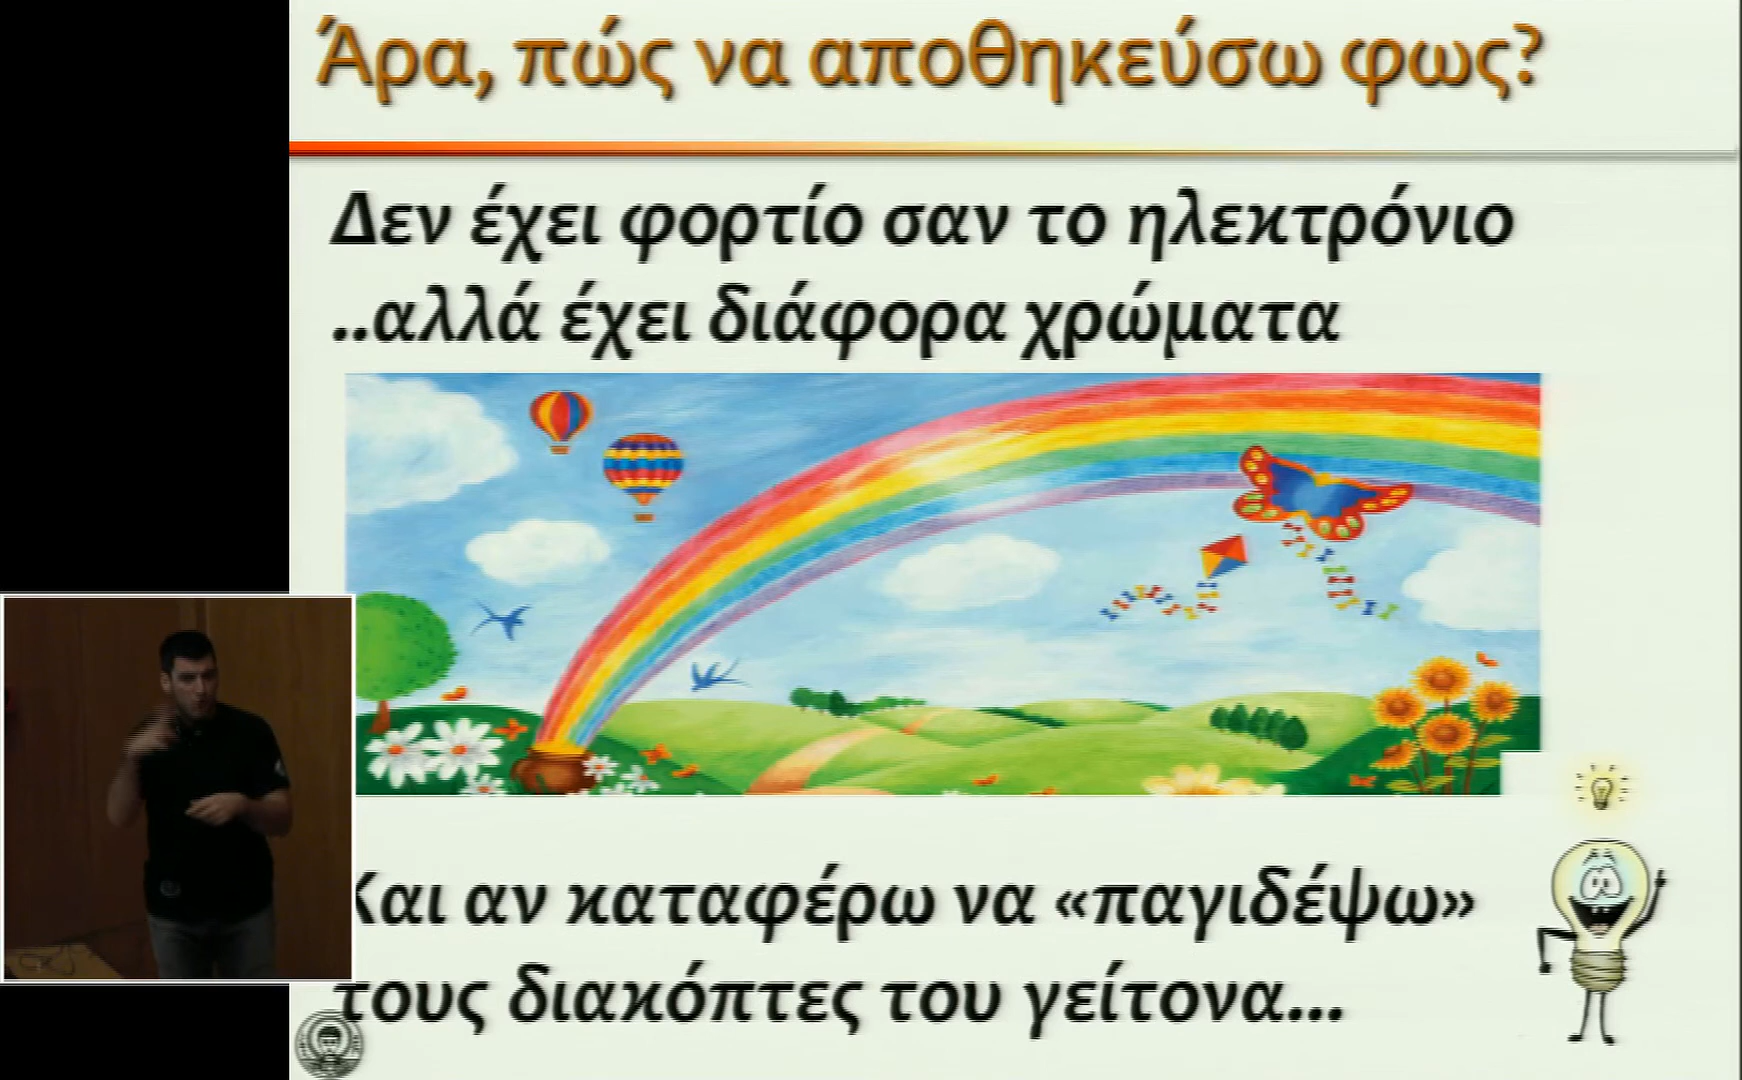 Άρα, πώς να αποθηκεύσω φως?
Δεν έχει φορτίο σαν το ηλεκτρόνιο
..αλλά έχει διάφορα χρώματα
Και αν καταφέρω να «παγιδέψω»
τους διακόπτες του γείτονα...